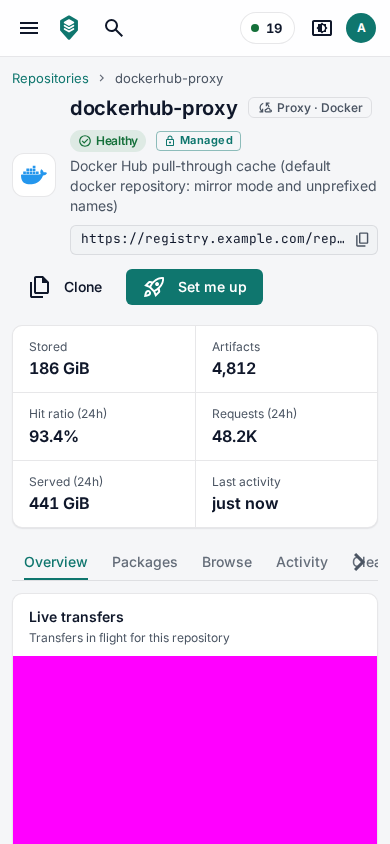 19
A
Repositories
dockerhub-proxy
dockerhub-proxy
Proxy · Docker
Healthy
Managed
Docker Hub pull-through cache (default
docker repository: mirror mode and unprefixed
names)
https://registry.example.com/rep…
Clone
Set me up
Stored
186 GiB
Artifacts
4,812
Hit ratio (24h)
93.4%
Requests (24h)
48.2K
Served (24h)
441 GiB
Last activity
just now
Overview
Packages
Browse
Activity
Live transfers
Transfers in flight for this repository